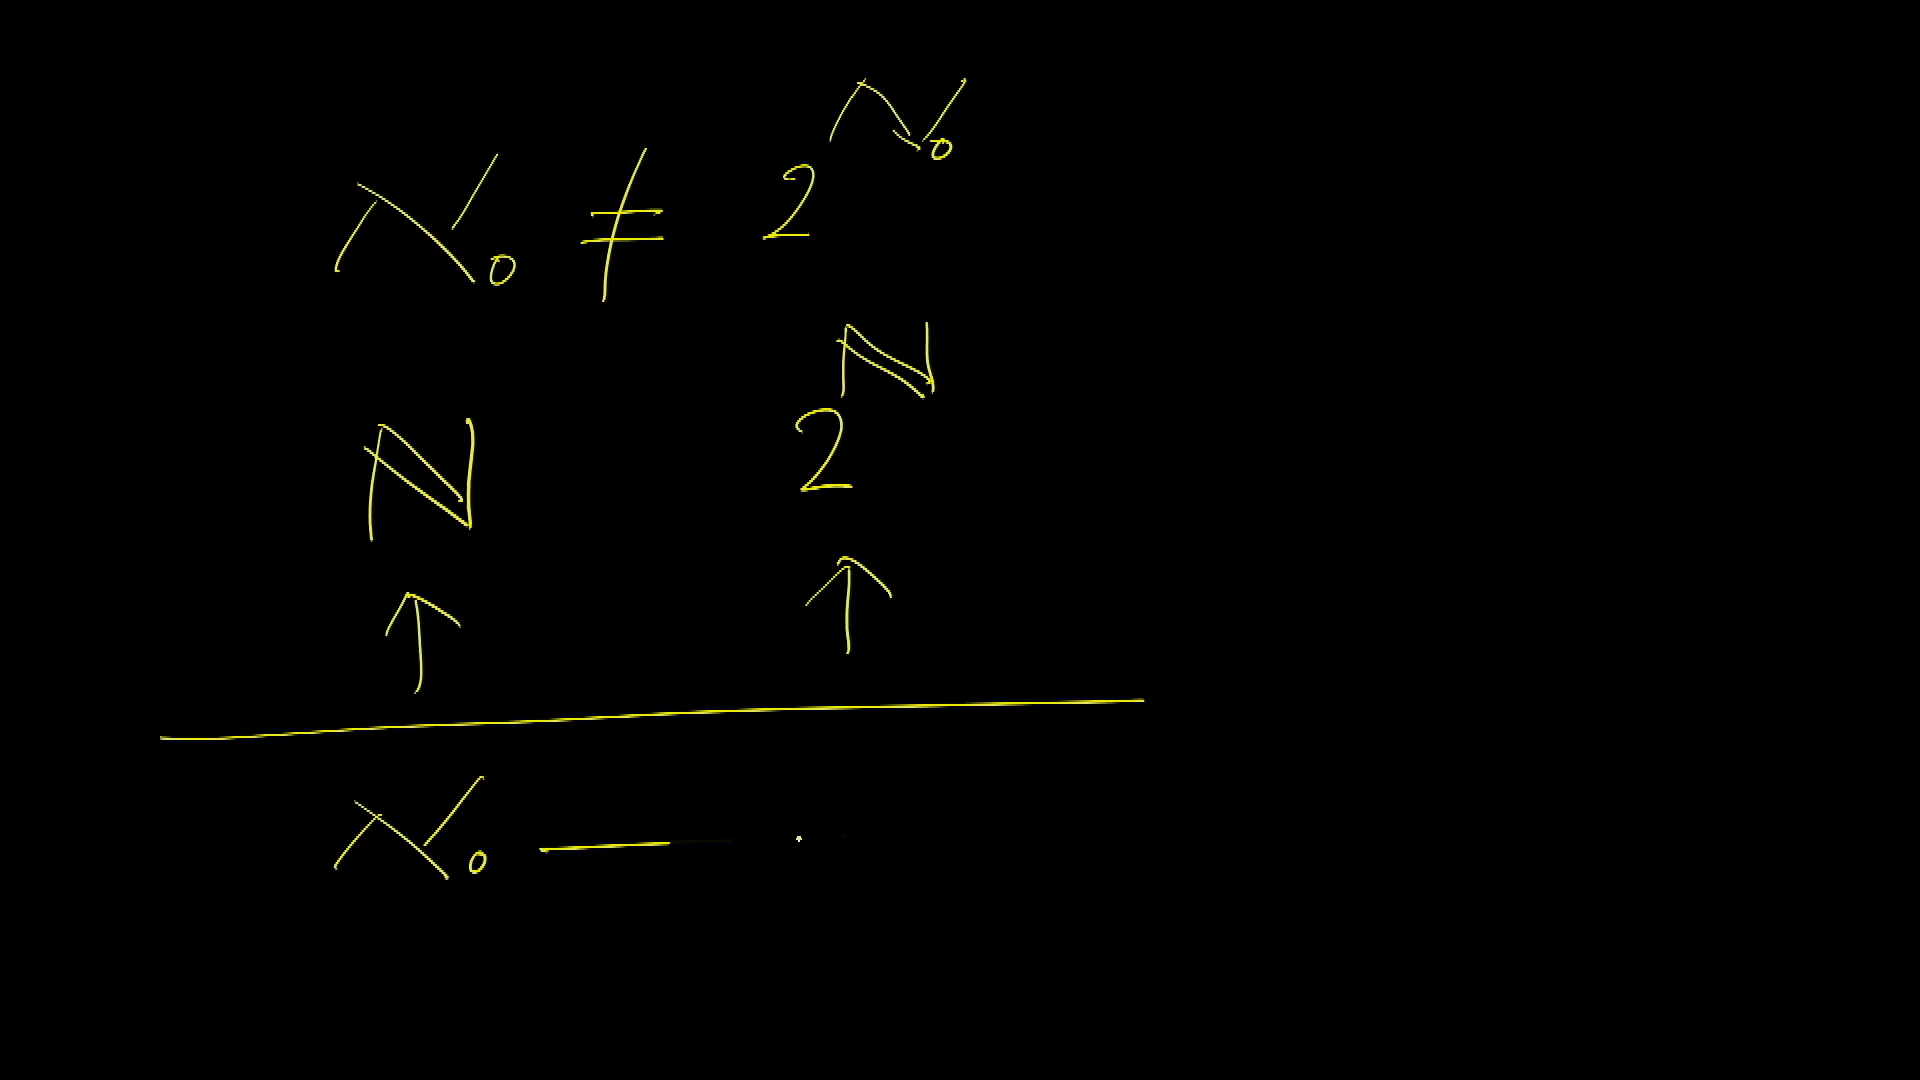 ℵ₀ ≠ 2^ℵ₀
ℕ 2^ℕ
↑ ↑
ℵ₀ —